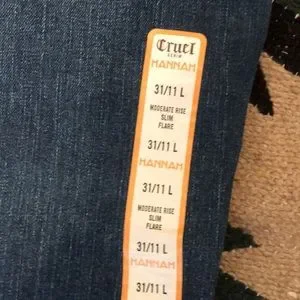 Cruel
HANNAH
31/11 L
MODERATE RISE
SLIM
FLARE
31/11 L
HANNAH
31/11 L
MODERATE RISE
SLIM
FLARE
31/11 L
HANNAH
31/11 L